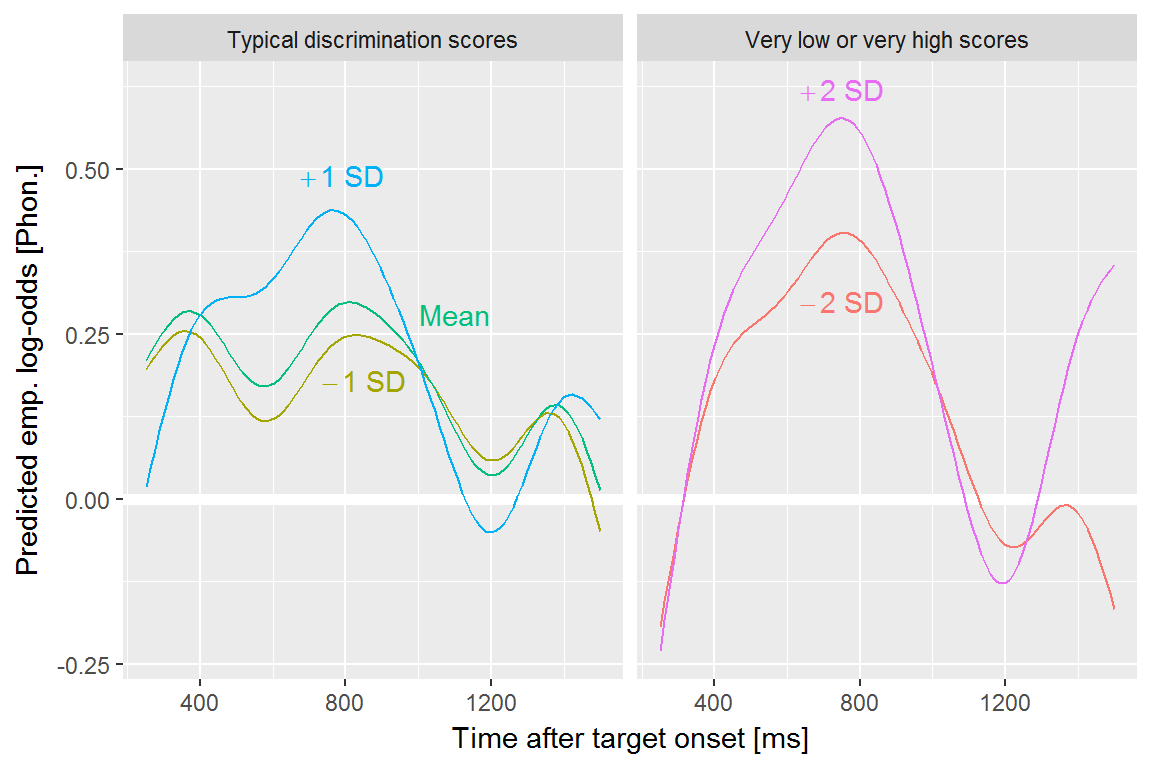 Typical discrimination scores
Very low or very high scores
Predicted emp. log-odds [Phon.]
0.50
0.25
0.00
-0.25
+1 SD
Mean
−1 SD
+2 SD
−2 SD
400
800
1200
400
800
1200
Time after target onset [ms]